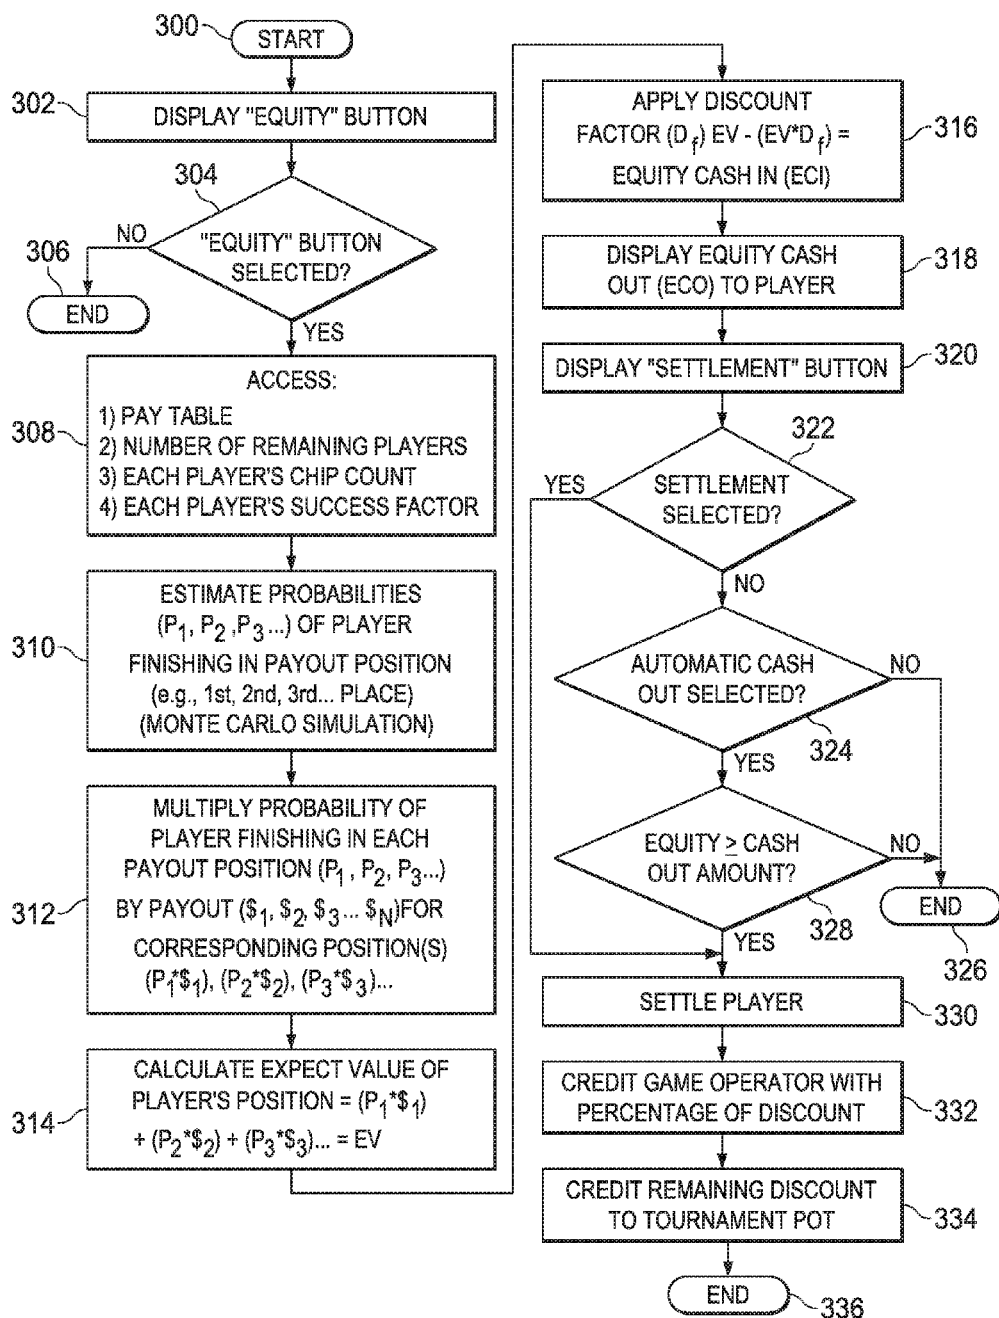 300
START
302
DISPLAY "EQUITY" BUTTON
304
"EQUITY" BUTTON
SELECTED?
NO
306
END
YES
308
ACCESS:
1) PAY TABLE
2) NUMBER OF REMAINING PLAYERS
3) EACH PLAYER'S CHIP COUNT
4) EACH PLAYER'S SUCCESS FACTOR
310
ESTIMATE PROBABILITIES
(P1, P2 ,P3 ...) OF PLAYER
FINISHING IN PAYOUT POSITION
(e.g., 1st, 2nd, 3rd... PLACE)
(MONTE CARLO SIMULATION)
312
MULTIPLY PROBABILITY OF
PLAYER FINISHING IN EACH
PAYOUT POSITION (P1 , P2, P3...)
BY PAYOUT ($1, $2, $3 ... $N)FOR
CORRESPONDING POSITION(S)
(P1*$1), (P2*$2), (P3*$3)...
314
CALCULATE EXPECT VALUE OF
PLAYER'S POSITION = (P1*$1)
+ (P2*$2) + (P3*$3)... = EV
APPLY DISCOUNT
FACTOR (Df) EV - (EV*Df) =
EQUITY CASH IN (ECI)
316
DISPLAY EQUITY CASH
OUT (ECO) TO PLAYER
318
DISPLAY "SETTLEMENT" BUTTON
320
322
YES
SETTLEMENT
SELECTED?
NO
AUTOMATIC CASH
OUT SELECTED?
NO
324
YES
EQUITY ≥ CASH
OUT AMOUNT?
NO
328
END
326
YES
SETTLE PLAYER
330
CREDIT GAME OPERATOR WITH
PERCENTAGE OF DISCOUNT
332
CREDIT REMAINING DISCOUNT
TO TOURNAMENT POT
334
END
336